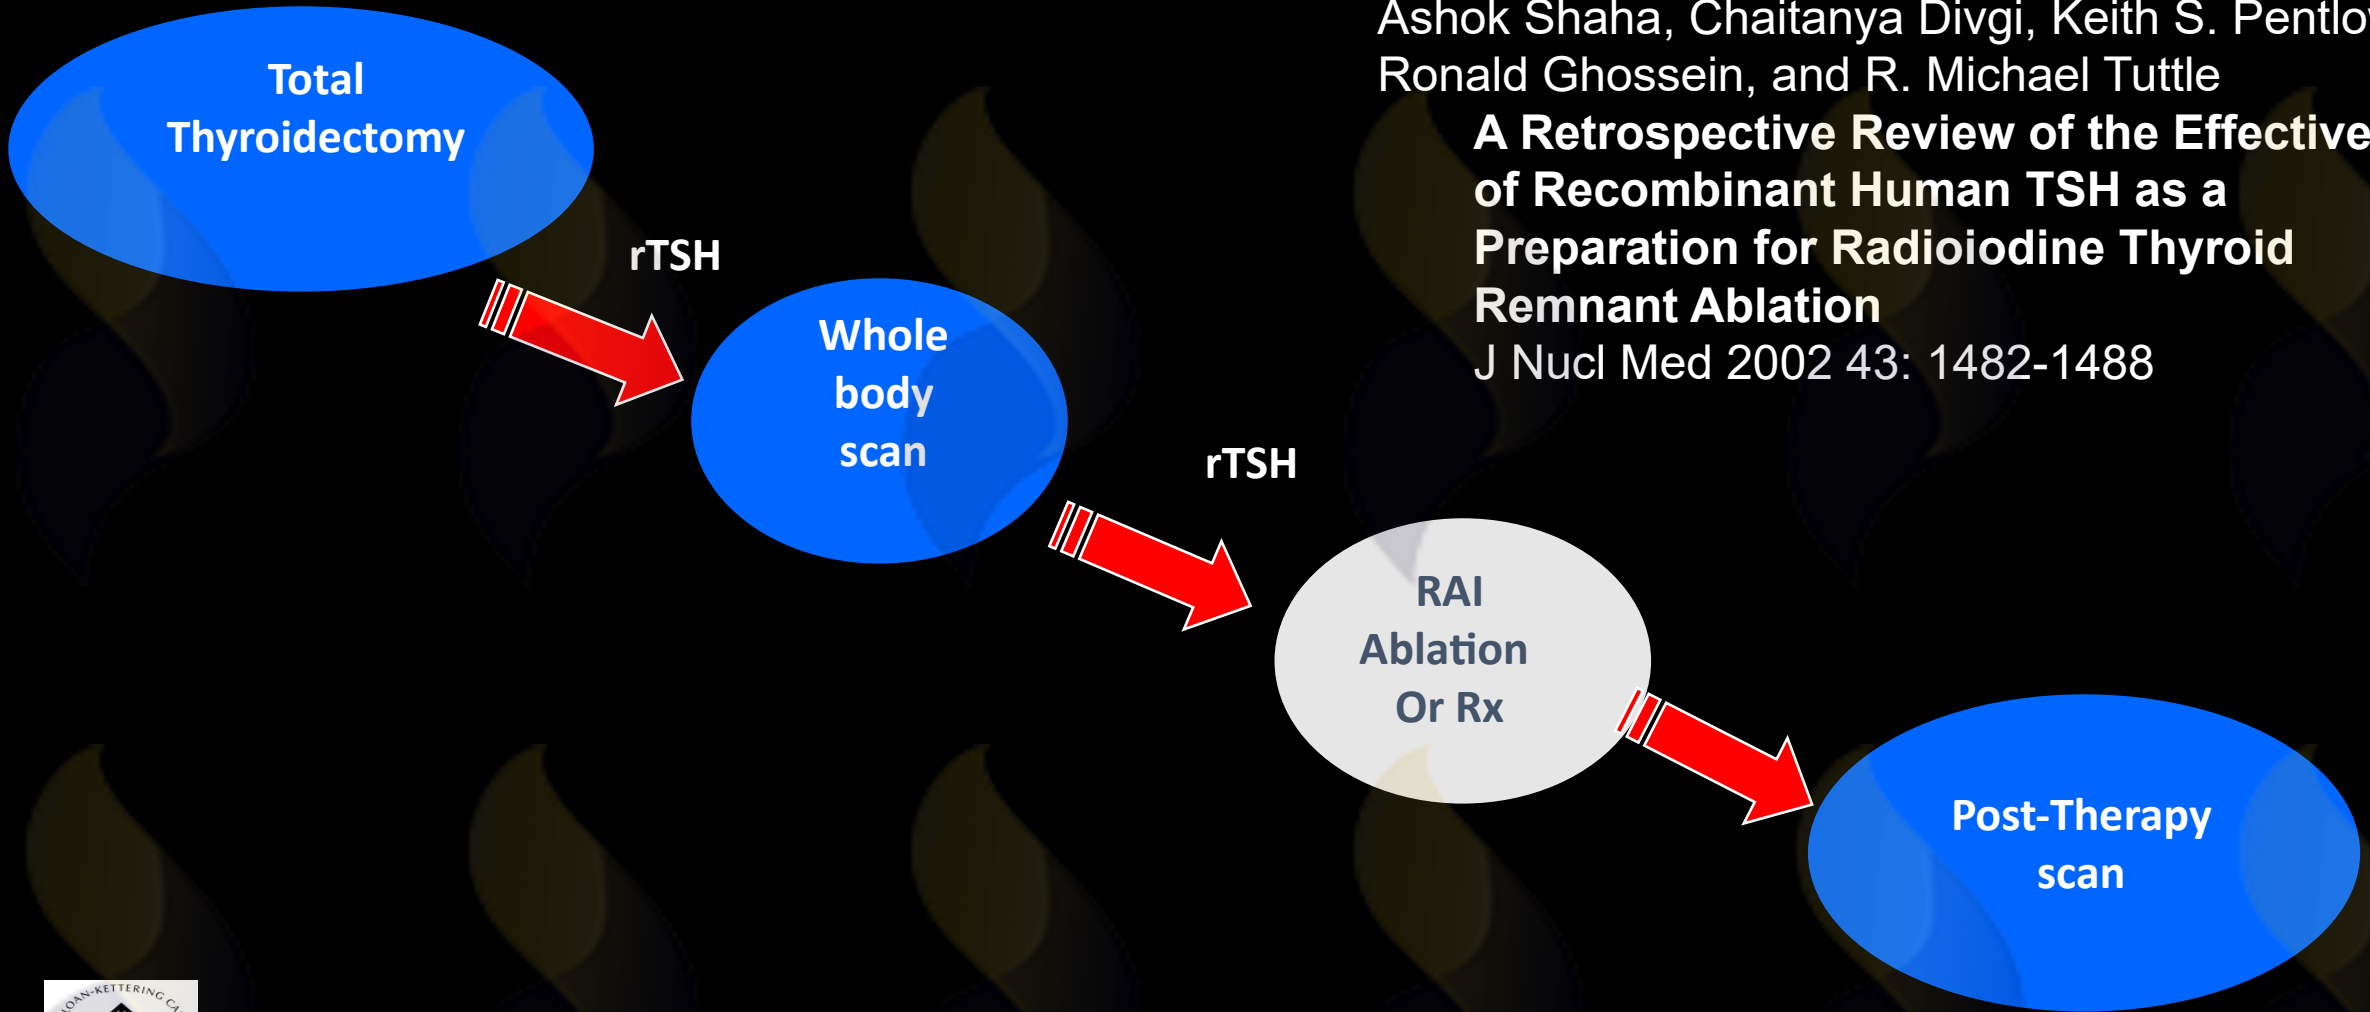 Total
Thyroidectomy
rTSH
Whole
body
scan
rTSH
RAI
Ablation
Or Rx
Post-Therapy
scan
Ashok Shaha, Chaitanya Divgi, Keith S.
Ronald Ghossein, and R. Michael Tuttle
A Retrospective Review of the Effective
of Recombinant Human TSH as a
Preparation for Radioiodine Thyroid
Remnant Ablation
J Nucl Med 2002 43: 1482-1488